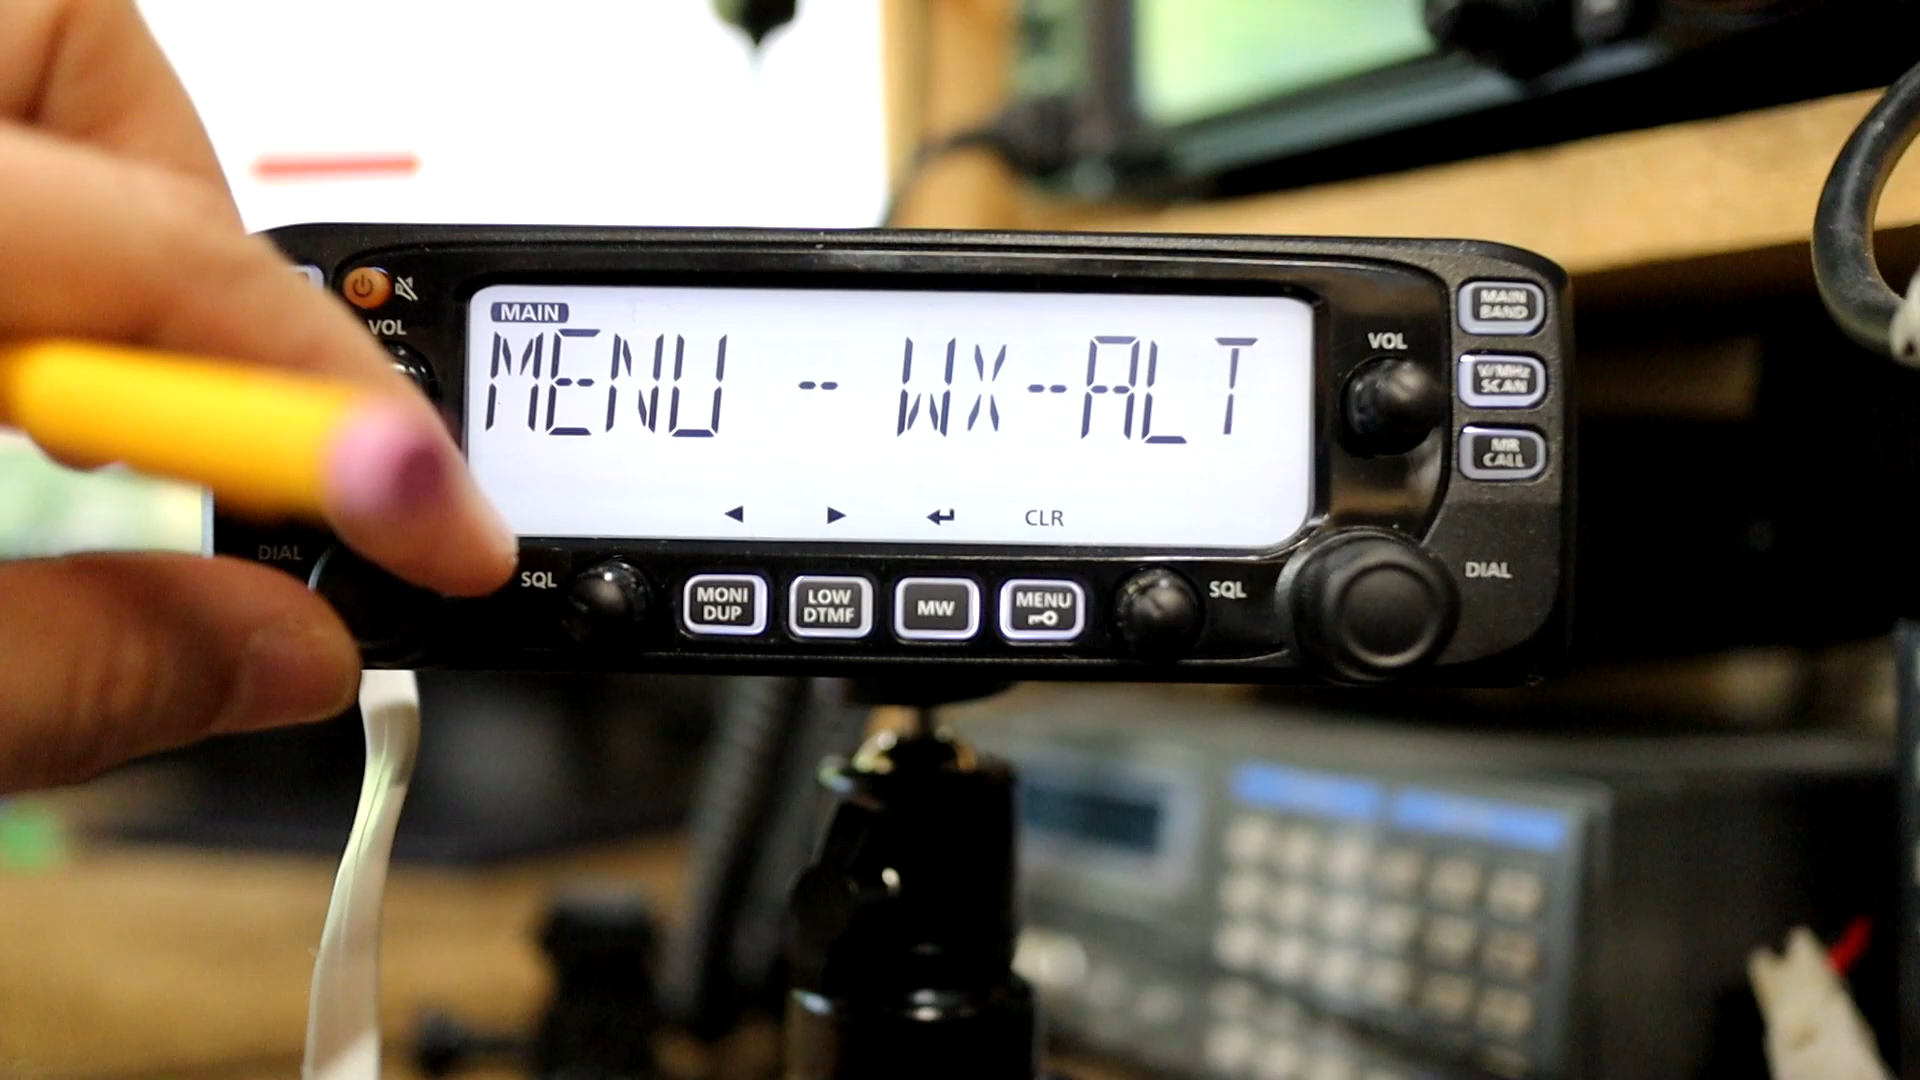 MAIN
MENU -- WX--ALT
CLR
VOL
VOL
MAIN BAND
V/MHz SCAN
MR CALL
DIAL
SQL
MONI DUP
LOW DTMF
MW
MENU
SQL
DIAL